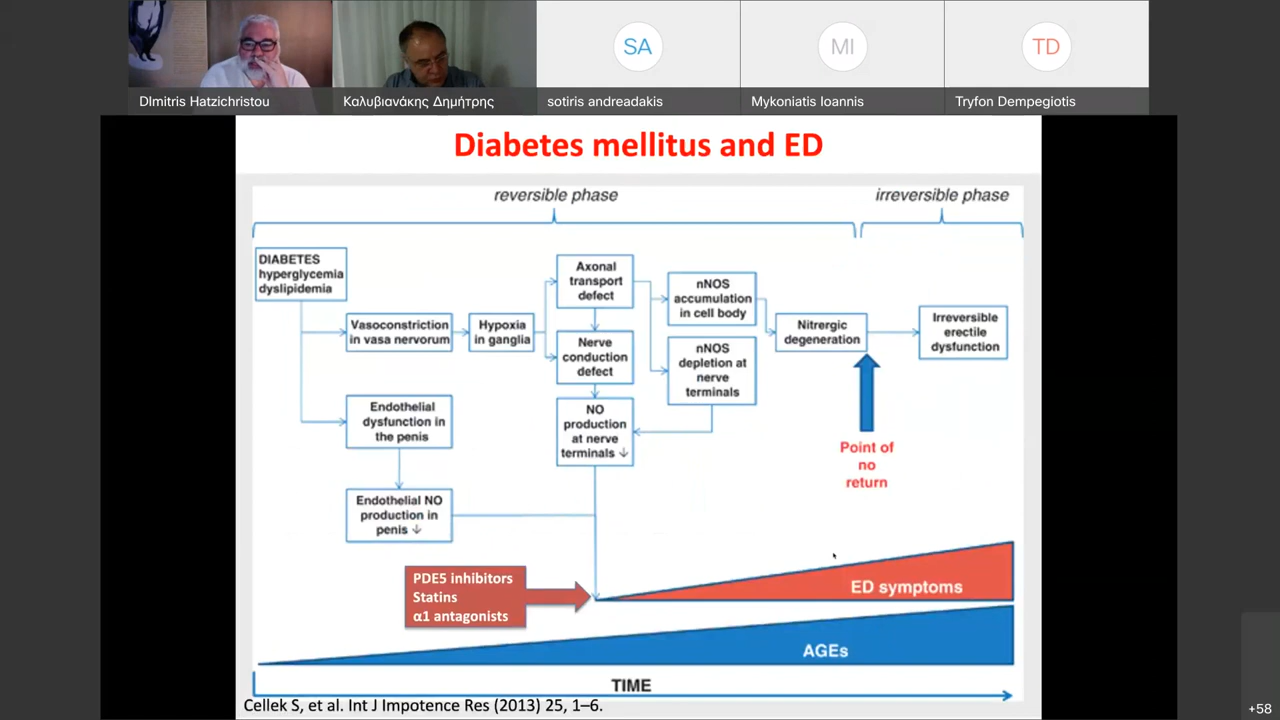 SA
MI
TD
DImitris Hatzichristou
Καλυβιανάκης Δημήτρης
sotiris andreadakis
Mykoniatis Ioannis
Tryfon Dempegiotis
Diabetes mellitus and ED
reversible phase
irreversible phase
DIABETES
hyperglycemia
dyslipidemia
Vasoconstriction
in vasa nervorum
Hypoxia
in ganglia
Axonal
transport
defect
Nerve
conduction
defect
NO
production
at nerve
terminals ↓
nNOS
accumulation
in cell body
nNOS
depletion at
nerve
terminals
Nitrergic
degeneration
Irreversible
erectile
dysfunction
Endothelial
dysfunction in
the penis
Endothelial NO
production in
penis ↓
Point of
no
return
PDE5 inhibitors
Statins
α1 antagonists
ED symptoms
AGEs
TIME
Cellek S, et al. Int J Impotence Res (2013) 25, 1–6.
+58